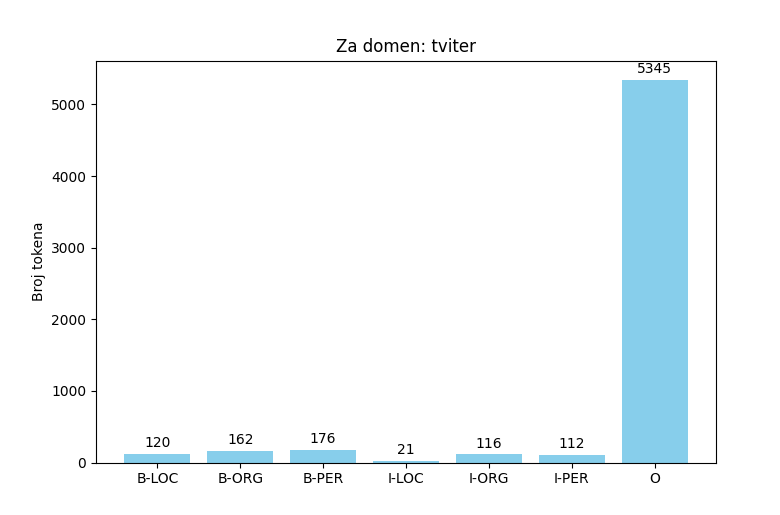 Za domen: tviter
Broj tokena
5000
4000
3000
2000
1000
0
120
162
176
21
116
112
5345
B-LOC
B-ORG
B-PER
I-LOC
I-ORG
I-PER
O